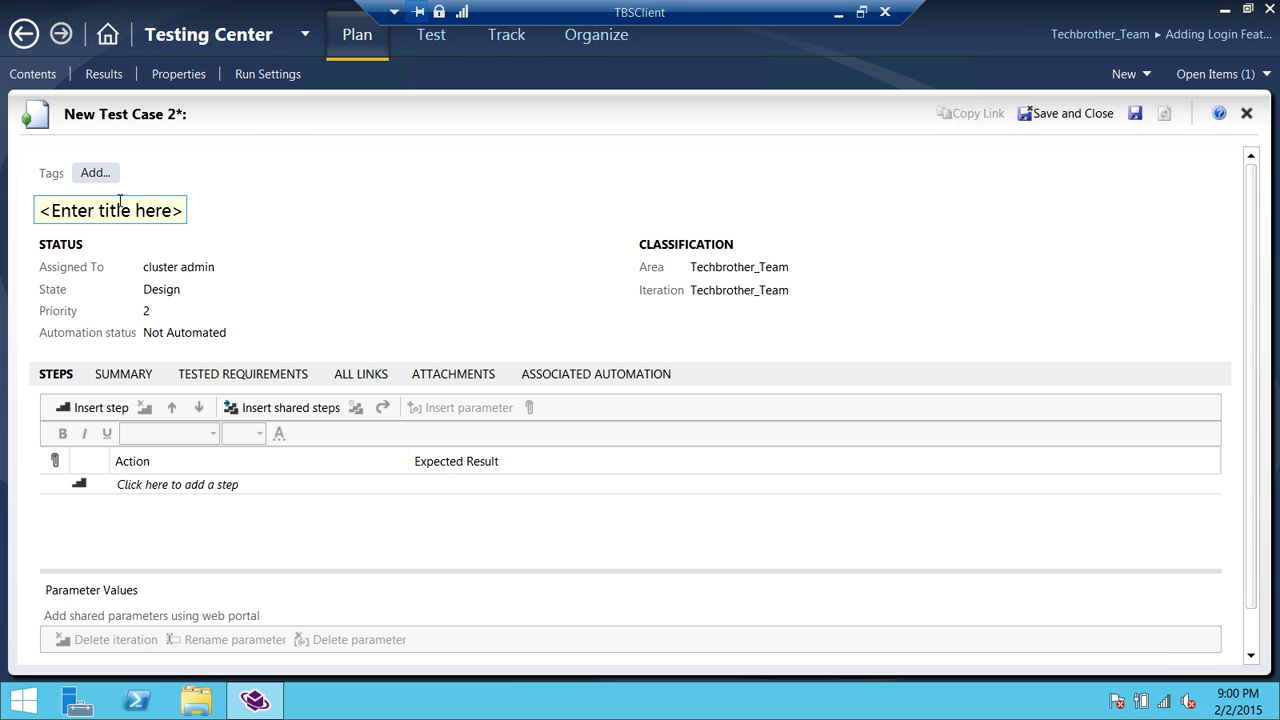 TBSClient
Testing Center
Plan
Test
Track
Organize
Techbrother_Team ▸ Adding Login Feat...
Contents
Results
Properties
Run Settings
New
Open Items (1)
New Test Case 2*:
Copy Link
Save and Close
Tags
Add...
<Enter title here>
STATUS
CLASSIFICATION
Assigned To
cluster admin
Area
Techbrother_Team
State
Design
Iteration
Techbrother_Team
Priority
2
Automation status
Not Automated
STEPS
SUMMARY
TESTED REQUIREMENTS
ALL LINKS
ATTACHMENTS
ASSOCIATED AUTOMATION
Insert step
Insert shared steps
Insert parameter
B
I
U
A
Action
Expected Result
Click here to add a step
Parameter Values
Add shared parameters using web portal
Delete iteration
Rename parameter
Delete parameter
9:00 PM
2/2/2015